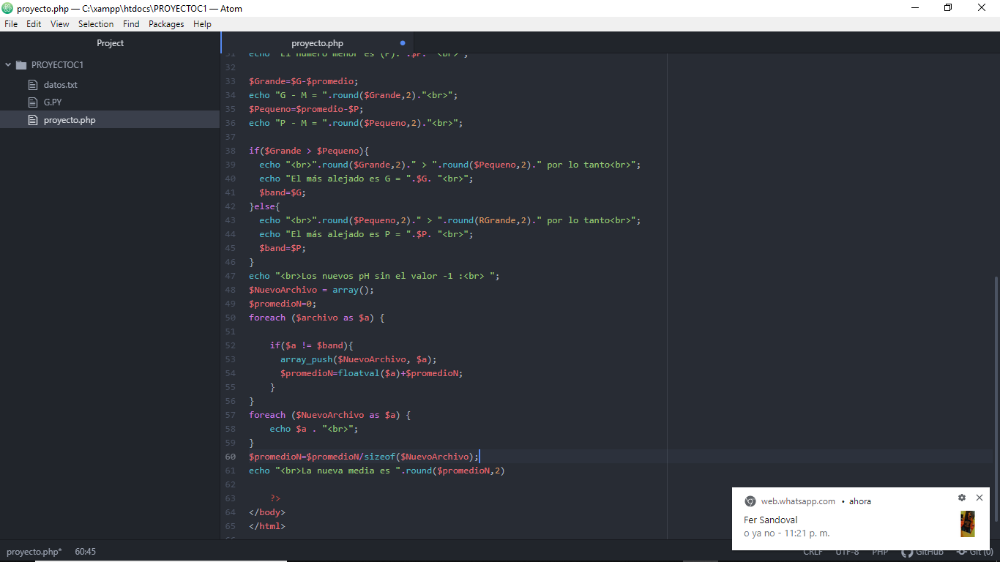 proyecto.php — C:\xampp\htdocs\PROYECTOC1 — Atom
File Edit View Selection Find Packages Help
Project
proyecto.php
PROYECTOC1
datos.txt
G.PY
proyecto.php
31 echo "El numero menor es (P): ".$P. "<br>";
32
33 $Grande=$G-$promedio;
34 echo "G - M = ".round($Grande,2)."<br>";
35 $Pequeno=$promedio-$P;
36 echo "P - M = ".round($Pequeno,2)."<br>";
37
38 if($Grande > $Pequeno){
39 echo "<br>".round($Grande,2)." > ".round($Pequeno,2)." por lo tanto<br>";
40 echo "El más alejado es G = ".$G. "<br>";
41 $band=$G;
42 }else{
43 echo "<br>".round($Pequeno,2)." > ".round(RGrande,2)." por lo tanto<br>";
44 echo "El más alejado es P = ".$P. "<br>";
45 $band=$P;
46 }
47 echo "<br>Los nuevos pH sin el valor -1 :<br> ";
48 $NuevoArchivo = array();
49 $promedioN=0;
50 foreach ($archivo as $a) {
51
52 if($a != $band){
53 array_push($NuevoArchivo, $a);
54 $promedioN=floatval($a)+$promedioN;
55 }
56 }
57 foreach ($NuevoArchivo as $a) {
58 echo $a . "<br>";
59 }
60 $promedioN=$promedioN/sizeof($NuevoArchivo);
61 echo "<br>La nueva media es ".round($promedioN,2)
62
63 ?>
64 </body>
65 </html>
66
web.whatsapp.com • ahora
Fer Sandoval
o ya no - 11:21 p. m.
proyecto.php* 60:45
CRLF UTF-8 PHP GitHub Git (0)